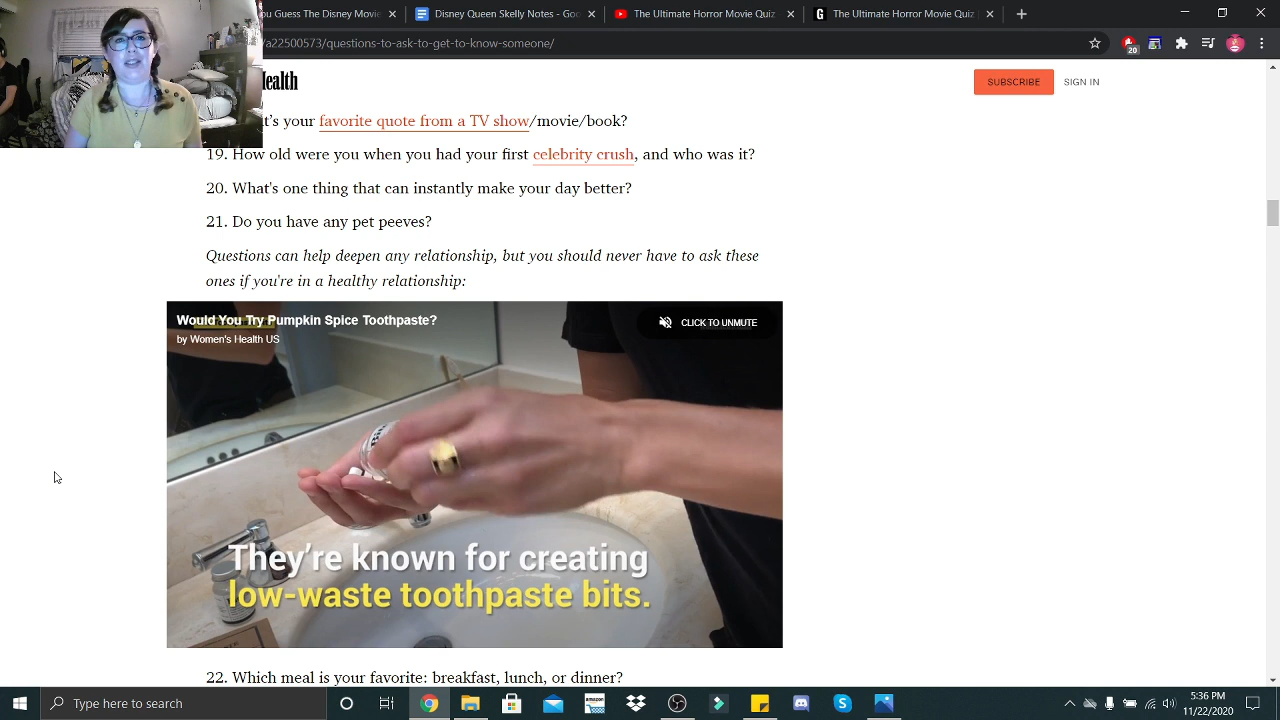 ou Guess The Disney Movie
Disney Queens Trivia Quiz - Goo
The Ultimate Horror Movie Quiz
The Ultimate Horror Movie Quiz
/a22500573/questions-to-ask-to-get-to-know-someone/
20
Health
SUBSCRIBE
SIGN IN
t's your favorite quote from a TV show/movie/book?
19. How old were you when you had your first celebrity crush, and who was it?
20. What's one thing that can instantly make your day better?
21. Do you have any pet peeves?
Questions can help deepen any relationship, but you should never have to ask these
ones if you're in a healthy relationship:
Would You Try Pumpkin Spice Toothpaste?
by Women's Health US
CLICK TO UNMUTE
They're known for creating
low-waste toothpaste bits.
22. Which meal is your favorite: breakfast, lunch, or dinner?
Type here to search
amazon
5:36 PM
11/22/2020